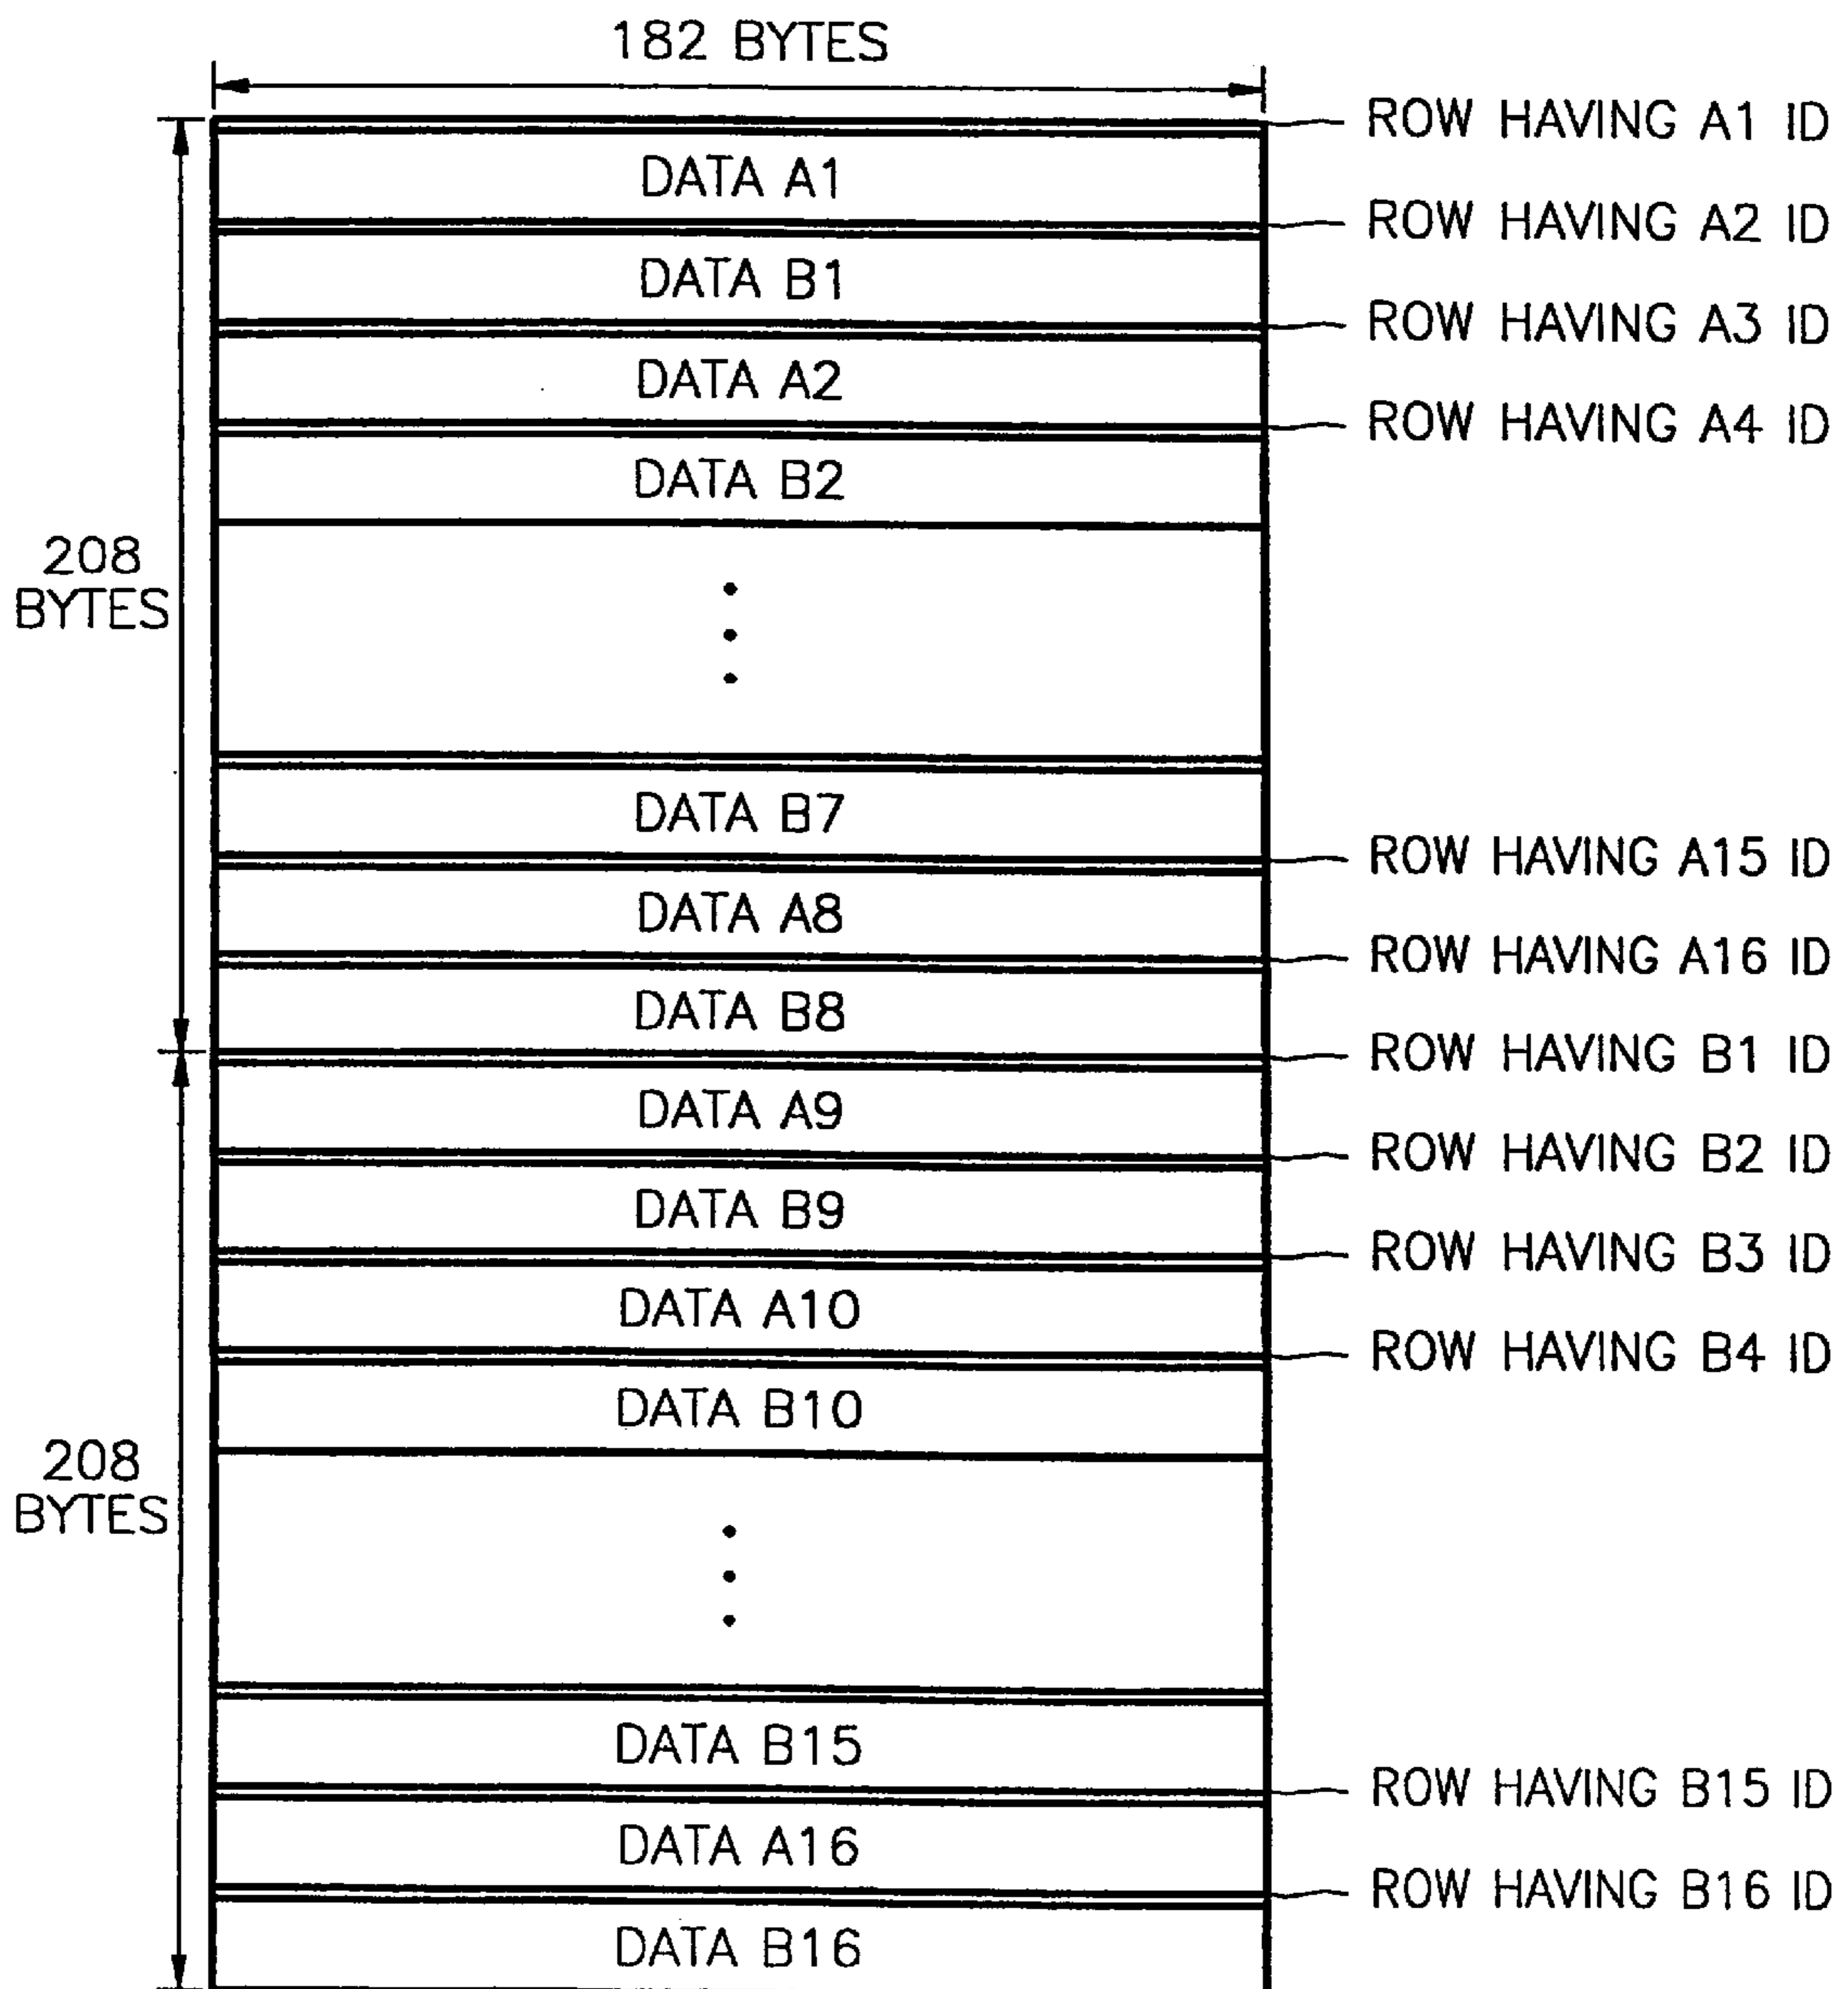 182 BYTES
ROW HAVING A1 ID
DATA A1
ROW HAVING A2 ID
DATA B1
ROW HAVING A3 ID
DATA A2
ROW HAVING A4 ID
DATA B2
208
BYTES
DATA B7
ROW HAVING A15 ID
DATA A8
ROW HAVING A16 ID
DATA B8
ROW HAVING B1 ID
DATA A9
ROW HAVING B2 ID
DATA B9
ROW HAVING B3 ID
DATA A10
ROW HAVING B4 ID
DATA B10
208
BYTES
DATA B15
ROW HAVING B15 ID
DATA A16
ROW HAVING B16 ID
DATA B16